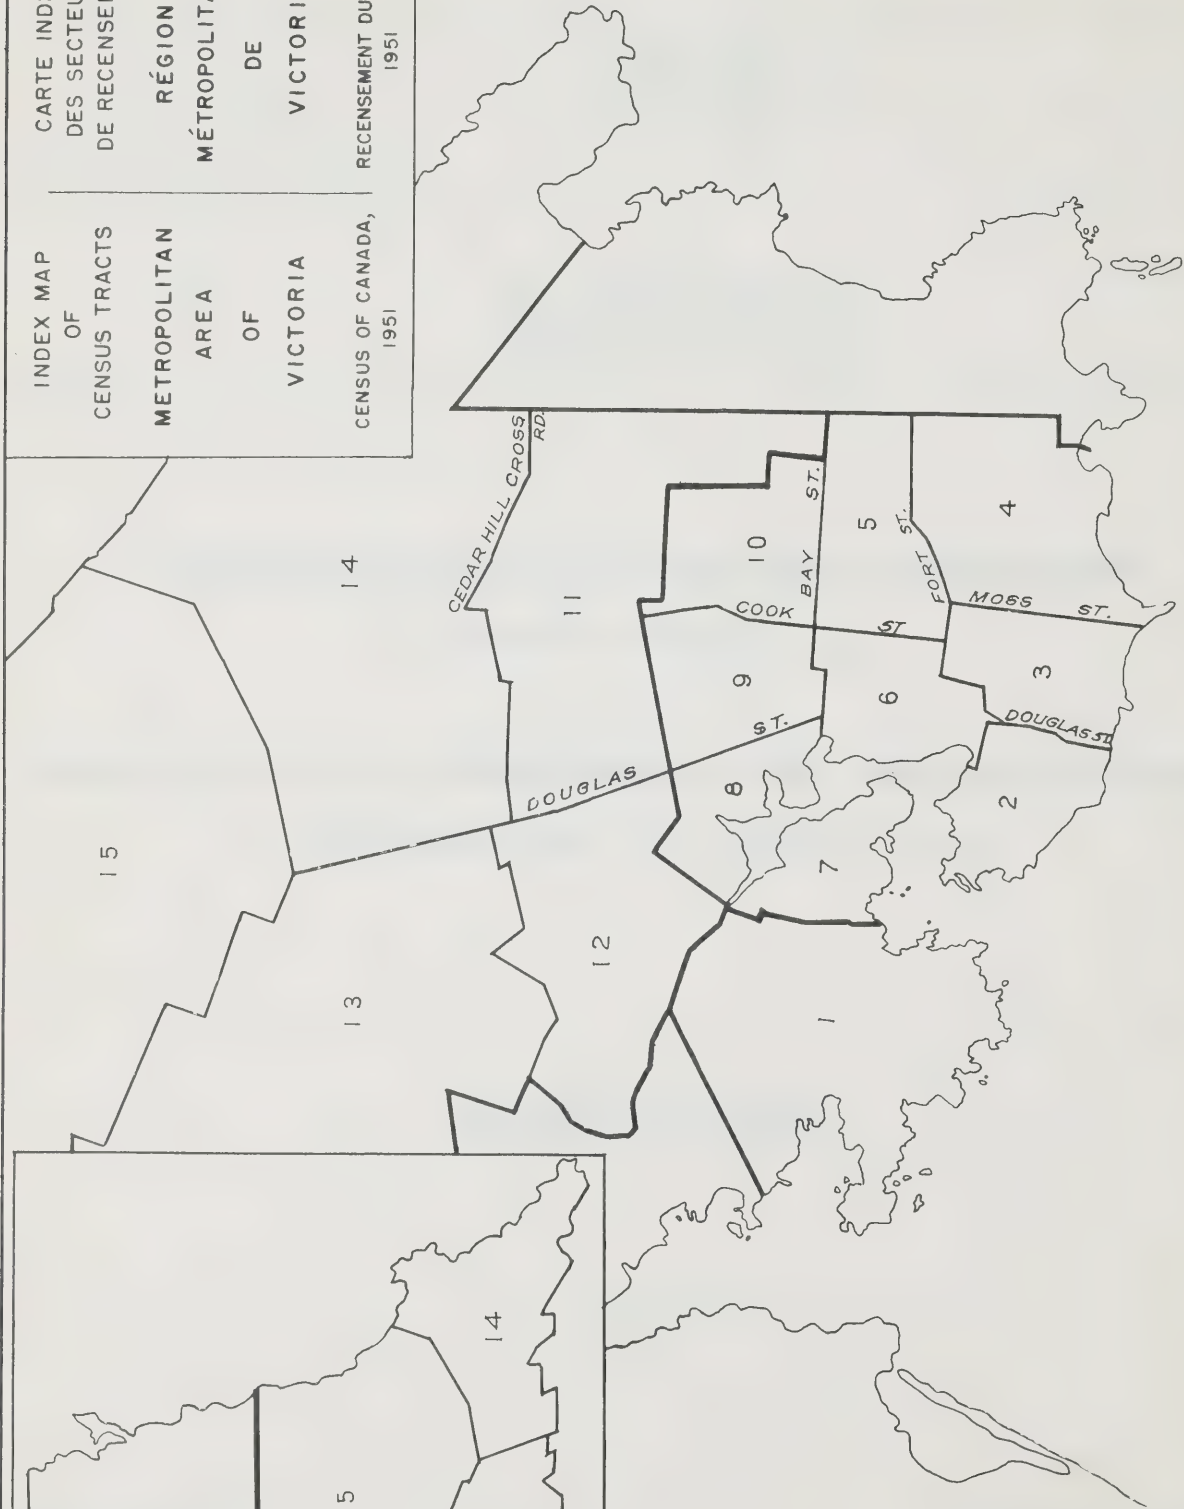 INDEX MAP
OF
CENSUS TRACTS
METROPOLITAN
AREA
OF
VICTORIA
CENSUS OF CANADA,
1951
CARTE IND
DES SECTEU
DE RECENSE
RÉGION
MÉTROPOLITA
DE
VICTORI
RECENSEMENT DU
1951
15
14
13
CEDAR HILL CROSS
RD.
11
12
DOUGLAS
ST.
10
COOK
ST
9
8
BAY
ST.
5
6
7
FORT
ST.
4
MOSS
ST.
3
DOUGLAS ST.
2
1
14
5